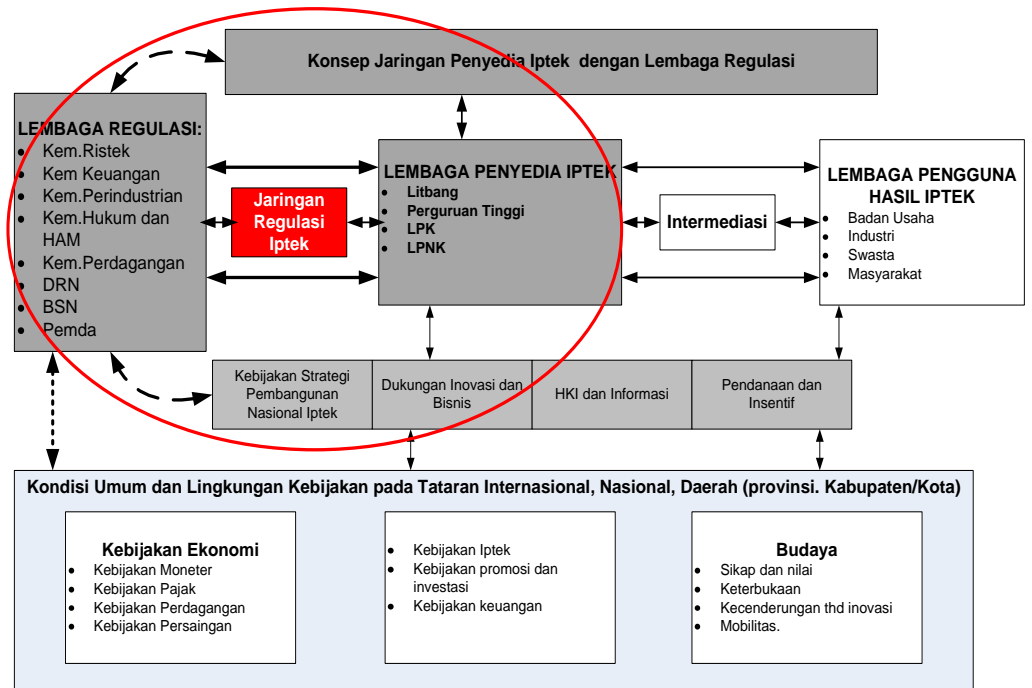 Konsep Jaringan Penyedia Iptek dengan Lembaga Regulasi
LEMBAGA REGULASI:
• Kem.Ristek
• Kem Keuangan
• Kem.Perindustrian
• Kem.Hukum dan
HAM
• Kem.Perdagangan
• DRN
• BSN
• Pemda
Jaringan
Regulasi
Iptek
LEMBAGA PENYEDIA IPTEK
• Litbang
• Perguruan Tinggi
• LPK
• LPNK
Intermediasi
LEMBAGA PENGGUNA
HASIL IPTEK
• Badan Usaha
• Industri
• Swasta
• Masyarakat
Kebijakan Strategi
Pembangunan
Nasional Iptek
Dukungan Inovasi dan
Bisnis
HKI dan Informasi
Pendanaan dan
Insentif
Kondisi Umum dan Lingkungan Kebijakan pada Tataran Internasional, Nasional, Daerah (provinsi. Kabupaten/Kota)
Kebijakan Ekonomi
• Kebijakan Moneter
• Kebijakan Pajak
• Kebijakan Perdagangan
• Kebijakan Persaingan
• Kebijakan Iptek
• Kebijakan promosi dan
investasi
• Kebijakan keuangan
Budaya
• Sikap dan nilai
• Keterbukaan
• Kecenderungan thd inovasi
• Mobilitas.